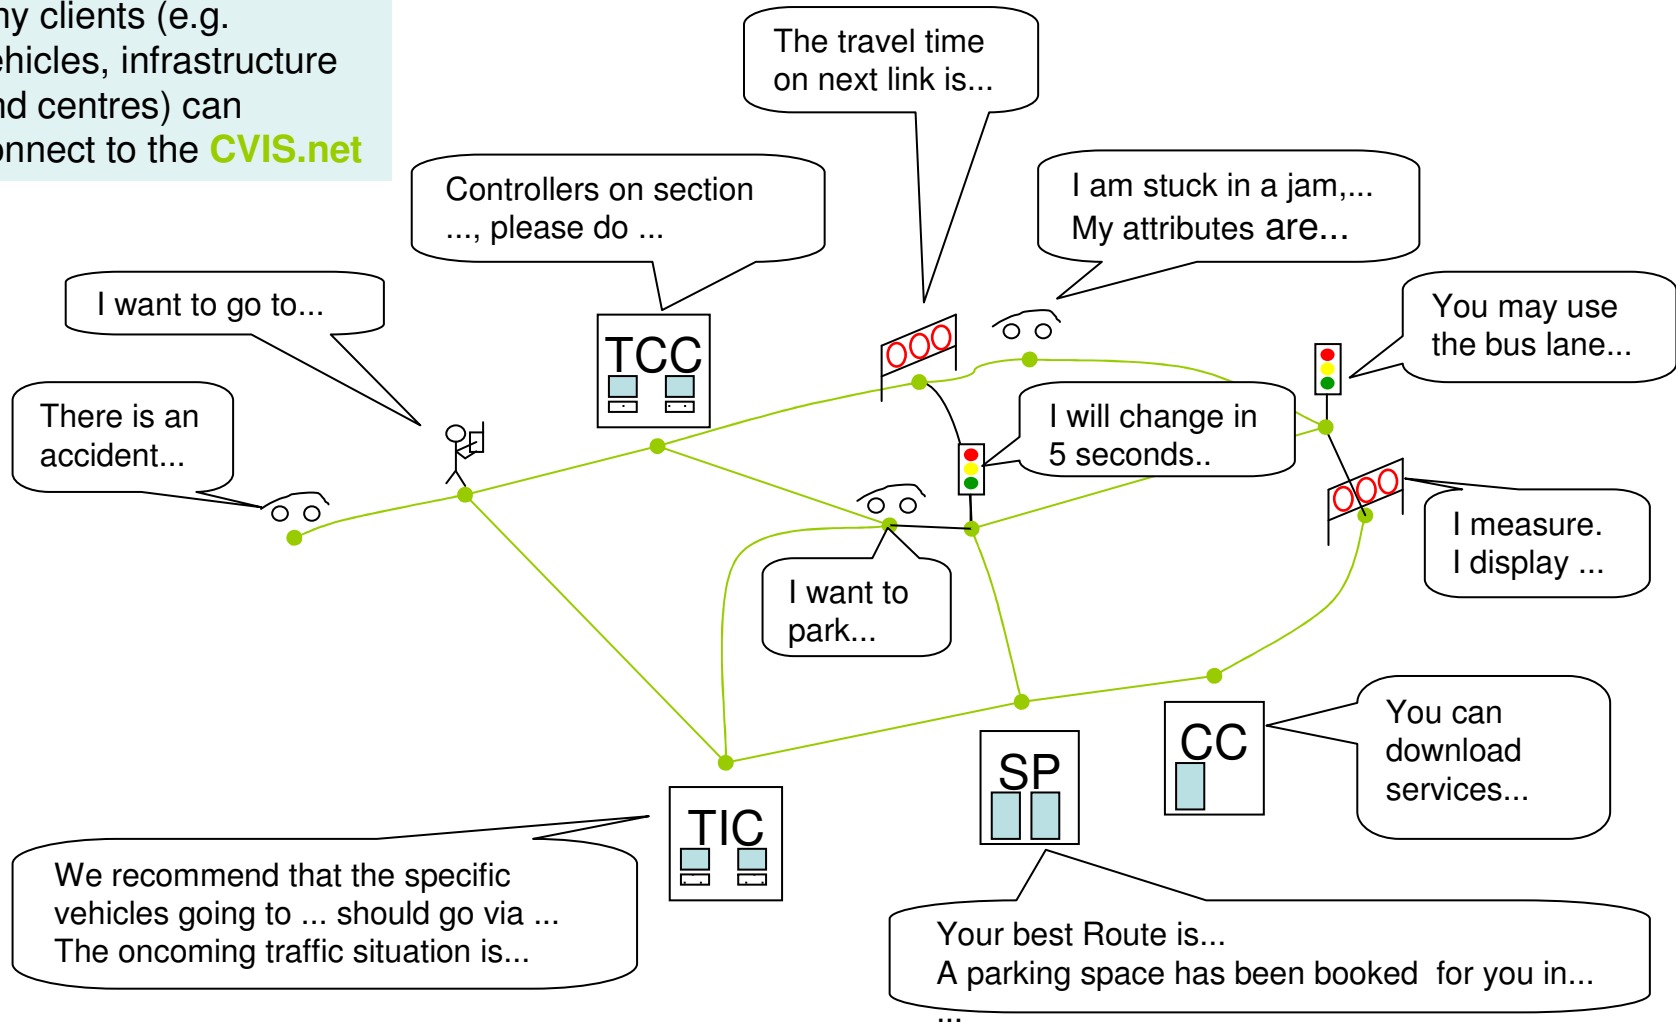 ny clients (e.g.
ehicles, infrastructure
nd centres) can
onnect to the CVIS.net
The travel time
on next link is...
Controllers on section
..., please do ...
I am stuck in a jam,...
My attributes are...
I want to go to...
You may use
the bus lane...
TCC
There is an
accident...
I will change in
5 seconds..
I measure.
I display ...
I want to
park...
You can
download
services...
CC
SP
TIC
We recommend that the specific
vehicles going to ... should go via ...
The oncoming traffic situation is...
Your best Route is...
A parking space has been booked for you in...
...